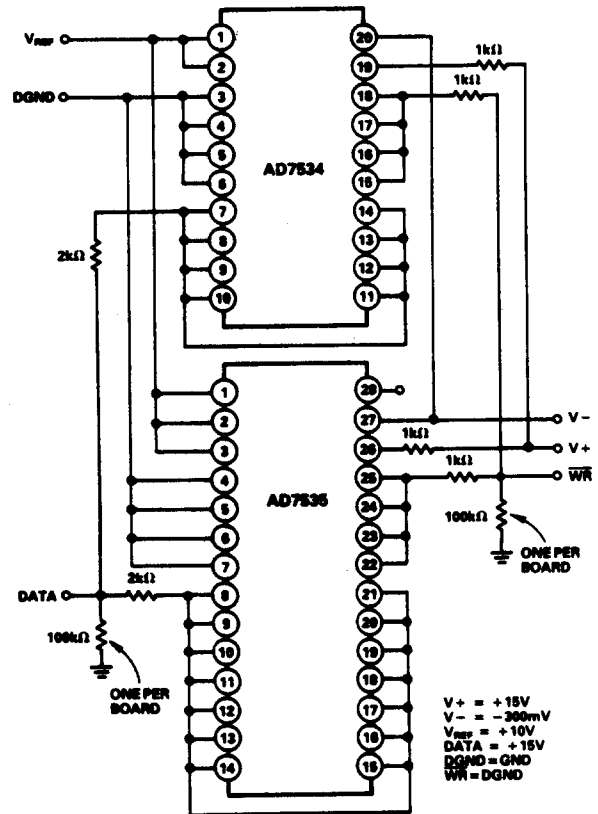 VREF
DGND
1 20
2 19 1kΩ
3 18 1kΩ
4 17
5 16
6 15
AD7534
7 14
8 13
9 12
10 11
2kΩ
1 28
2 27 V−
3 26 1kΩ V+
4 25 1kΩ WR
5 24
6 23
7 22
AD7535
100kΩ
ONE PER
BOARD
DATA 2kΩ
8 21
9 20
10 19
11 18
12 17
13 16
14 15
100kΩ
ONE PER
BOARD
V+ = +15V
V− = −300mV
VREF = +10V
DATA = +15V
DGND = GND
WR = DGND